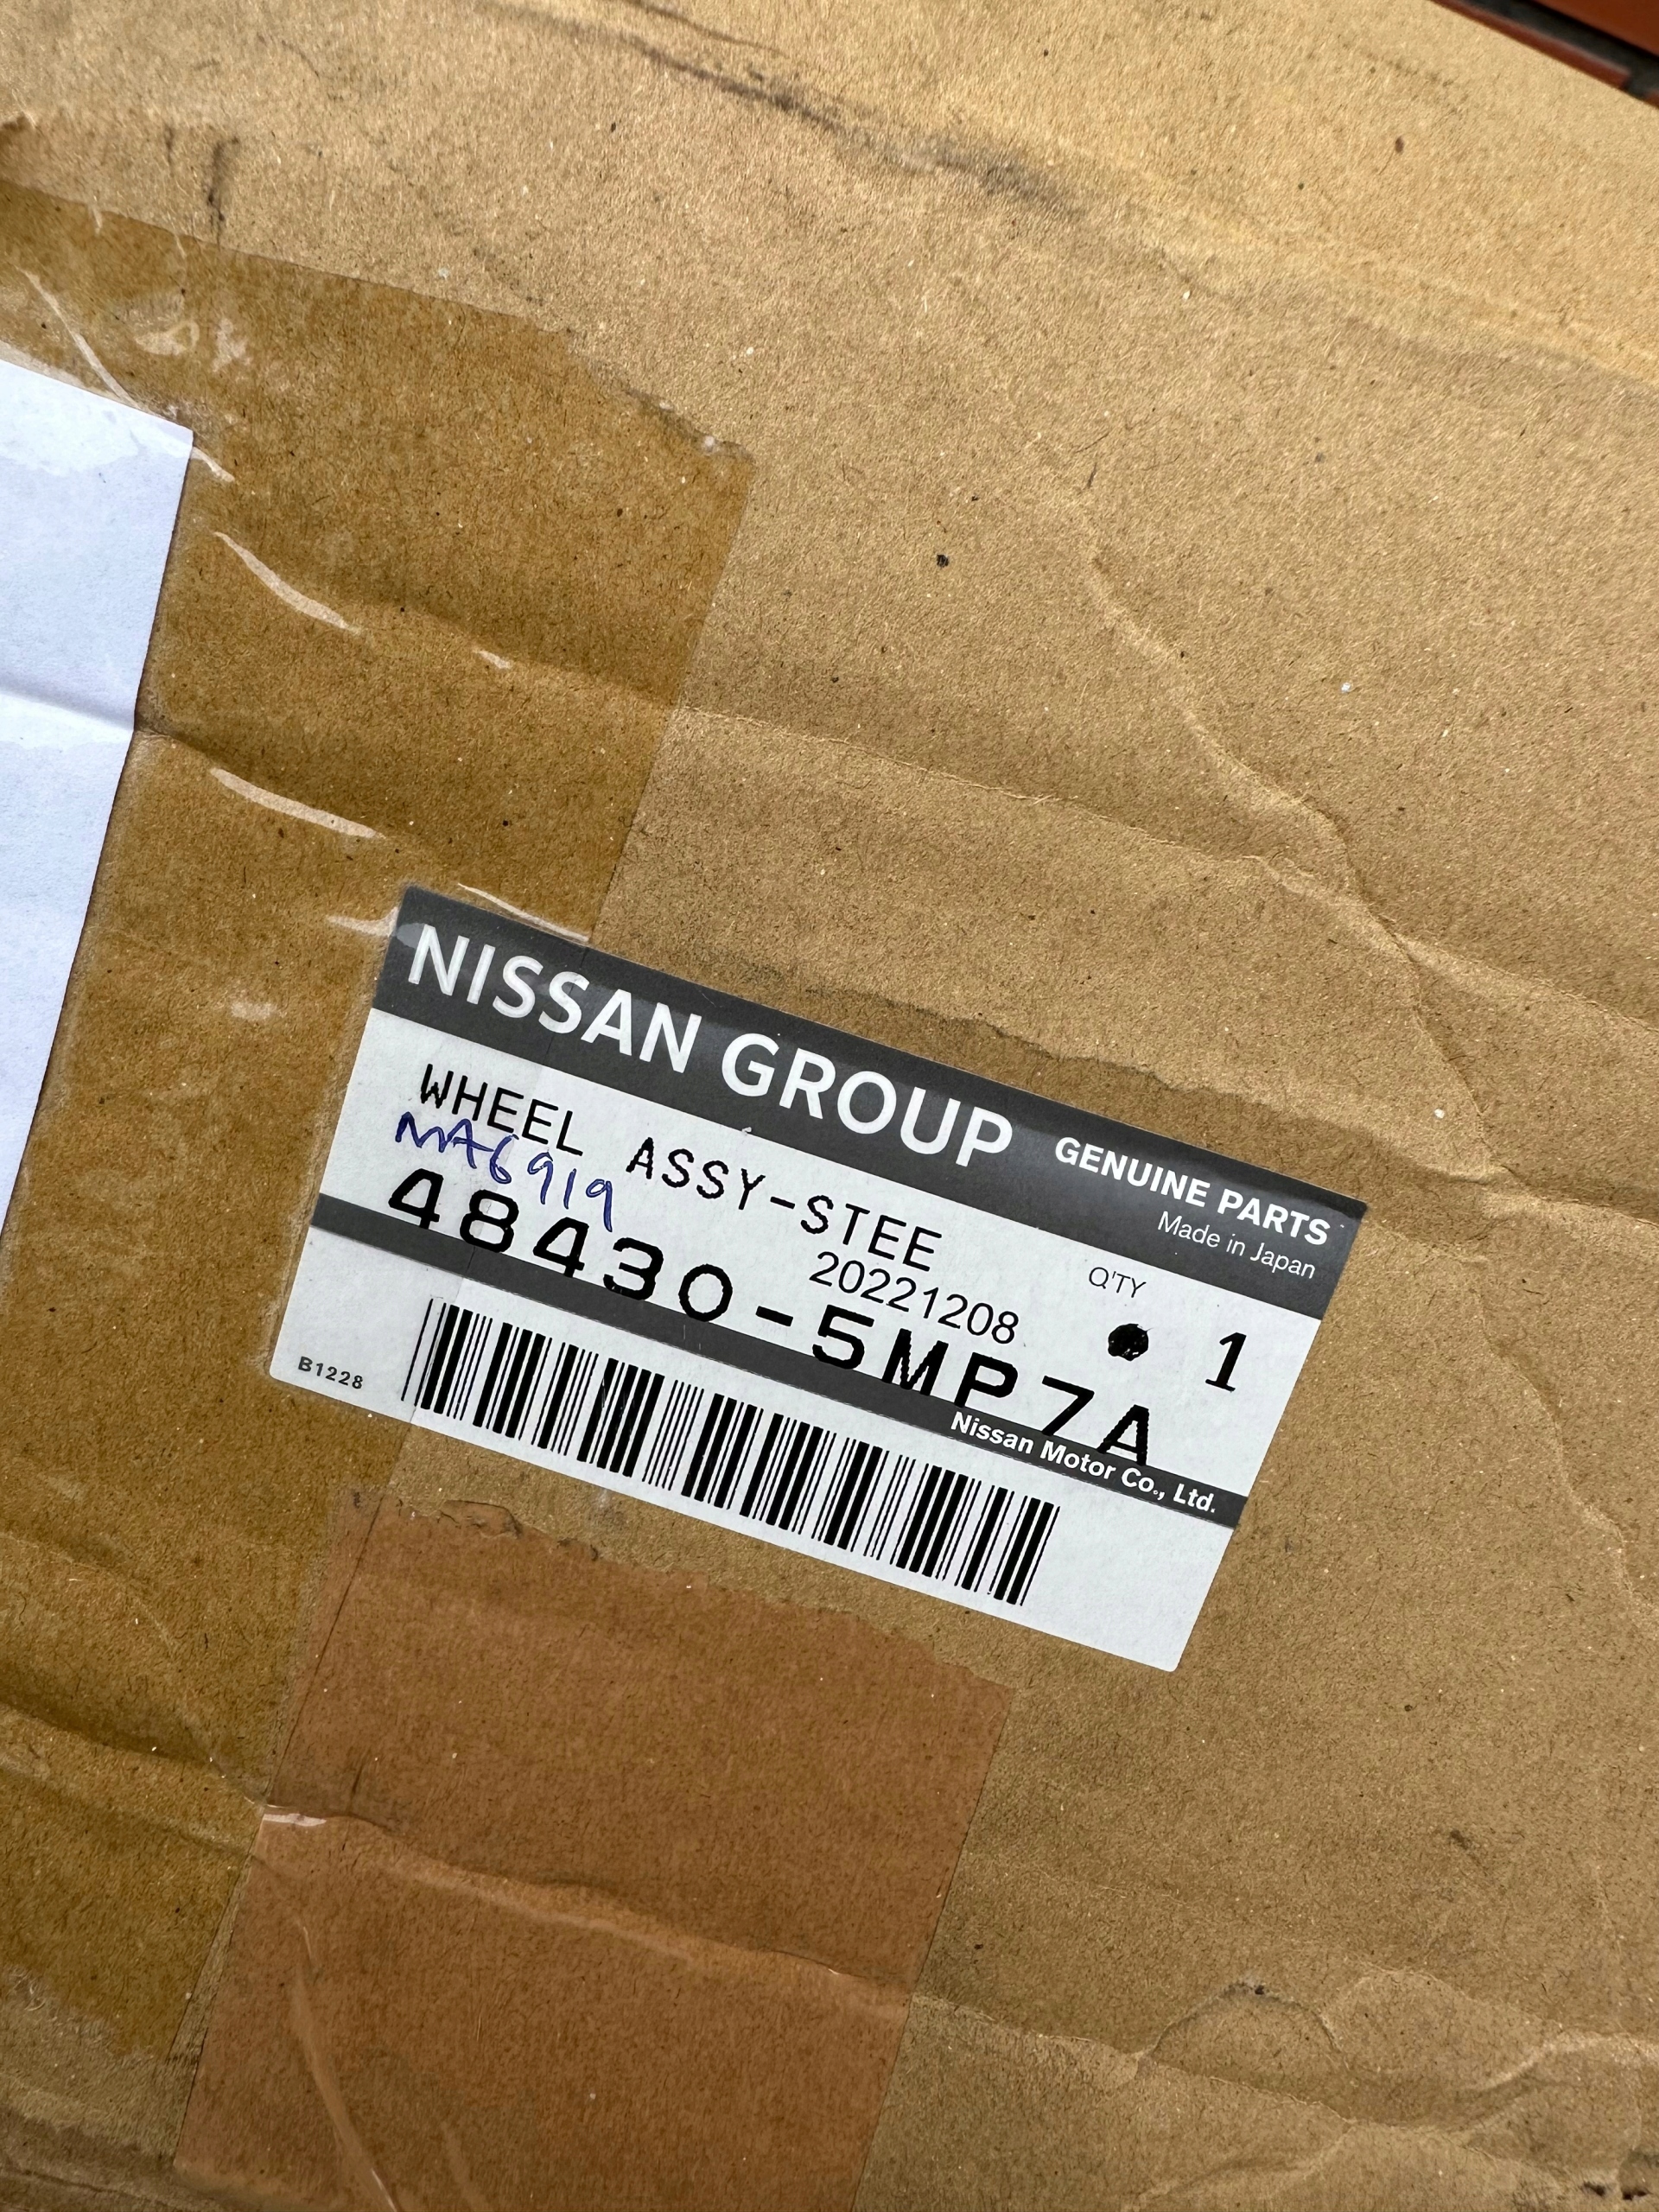 NISSAN GROUP GENUINE PARTS
Made in Japan
WHEEL ASSY-STEE
Q'TY
MA6919
20221208
1
48430-5MP7A
Nissan Motor Co., Ltd.
B1228